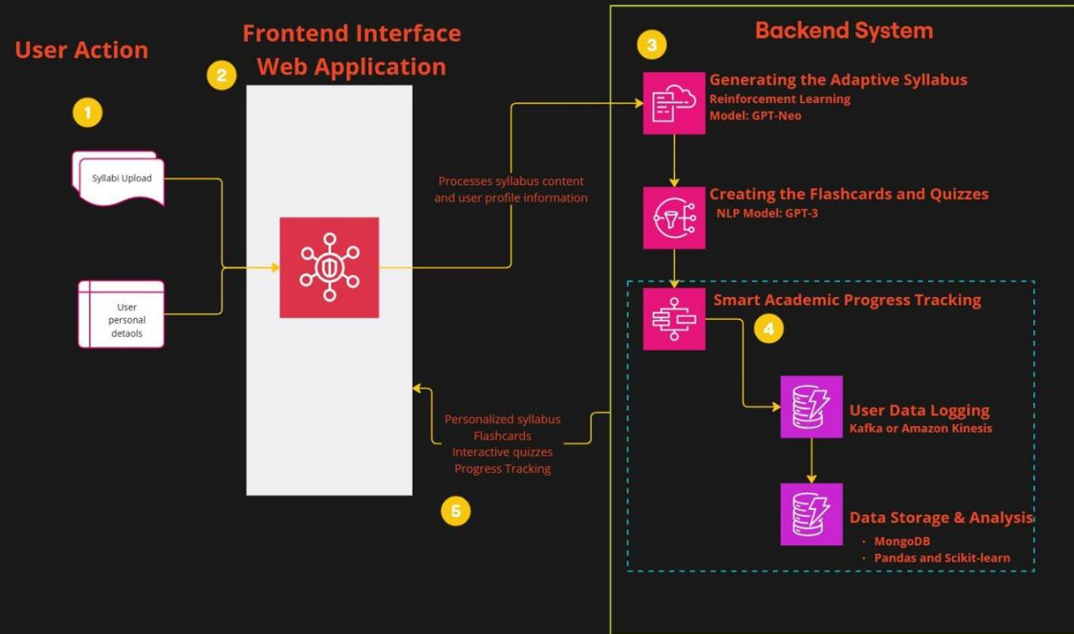 User Action
1
Syllabi Upload
User
personal
detaols
Frontend Interface
Web Application
2
Processes syllabus content
and user profile information
Backend System
3
Generating the Adaptive Syllabus
Reinforcement Learning
Model: GPT-Neo
Creating the Flashcards and Quizzes
NLP Model: GPT-3
Smart Academic Progress Tracking
4
User Data Logging
Kafka or Amazon Kinesis
Data Storage & Analysis
· MongoDB
· Pandas and Scikit-learn
Personalized syllabus
Flashcards
Interactive quizzes
Progress Tracking
5